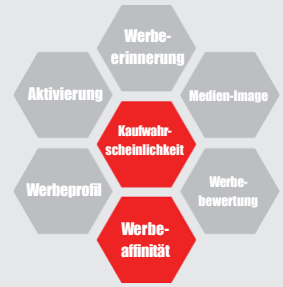 Werbe-
erinnerung
Aktivierung
Medien-Image
Kaufwahr-
scheinlichkeit
Werbeprofil
Werbe-
bewertung
Werbe-
affinität